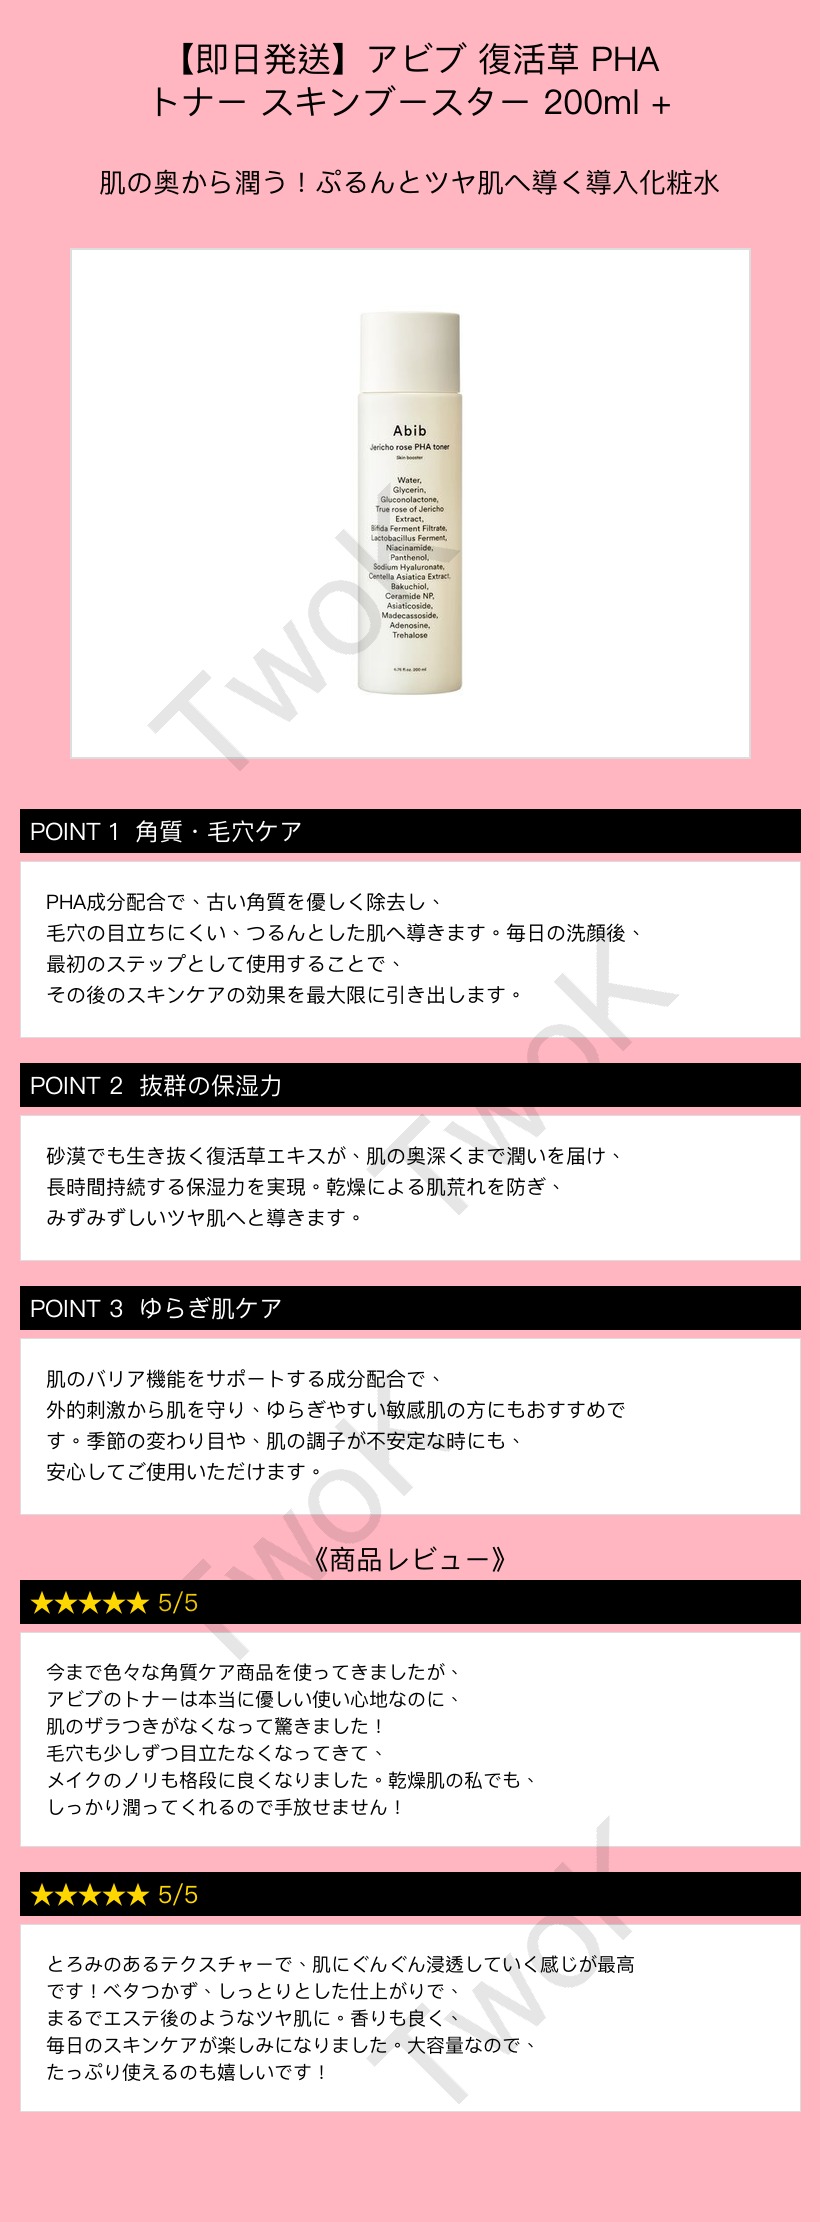 【即日発送】アビブ 復活草 PHA
トナー スキンブースター 200ml +
肌の奥から潤う！ぷるんとツヤ肌へ導く導入化粧水
Abib
Jericho rose PHA toner
Skin booster
Water,
Glycerin,
Gluconolactone,
True rose of Jericho
Extract,
Bifida Ferment Filtrate,
Lactobacillus Ferment,
Niacinamide,
Panthenol,
Sodium Hyaluronate,
Centella Asiatica Extract,
Bakuchiol,
Ceramide NP,
Asiaticoside,
Madecassoside,
Adenosine,
Trehalose
6.76 fl.oz. 200 ml
TwoK
POINT 1 角質・毛穴ケア
PHA成分配合で、古い角質を優しく除去し、
毛穴の目立ちにくい、つるんとした肌へ導きます。毎日の洗顔後、
最初のステップとして使用することで、
その後のスキンケアの効果を最大限に引き出します。
TwoK
POINT 2 抜群の保湿力
砂漠でも生き抜く復活草エキスが、肌の奥深くまで潤いを届け、
長時間持続する保湿力を実現。乾燥による肌荒れを防ぎ、
みずみずしいツヤ肌へと導きます。
POINT 3 ゆらぎ肌ケア
肌のバリア機能をサポートする成分配合で、
外的刺激から肌を守り、ゆらぎやすい敏感肌の方にもおすすめで
す。季節の変わり目や、肌の調子が不安定な時にも、
安心してご使用いただけます。
TwoK
《商品レビュー》
★★★★★ 5/5
今まで色々な角質ケア商品を使ってきましたが、
アビブのトナーは本当に優しい使い心地なのに、
肌のザラつきがなくなって驚きました！
毛穴も少しずつ目立たなくなってきて、
メイクのノリも格段に良くなりました。乾燥肌の私でも、
しっかり潤ってくれるので手放せません！
★★★★★ 5/5
とろみのあるテクスチャーで、肌にぐんぐん浸透していく感じが最高
です！ベタつかず、しっとりとした仕上がりで、
まるでエステ後のようなツヤ肌に。香りも良く、
毎日のスキンケアが楽しみになりました。大容量なので、
たっぷり使えるのも嬉しいです！
TwoK